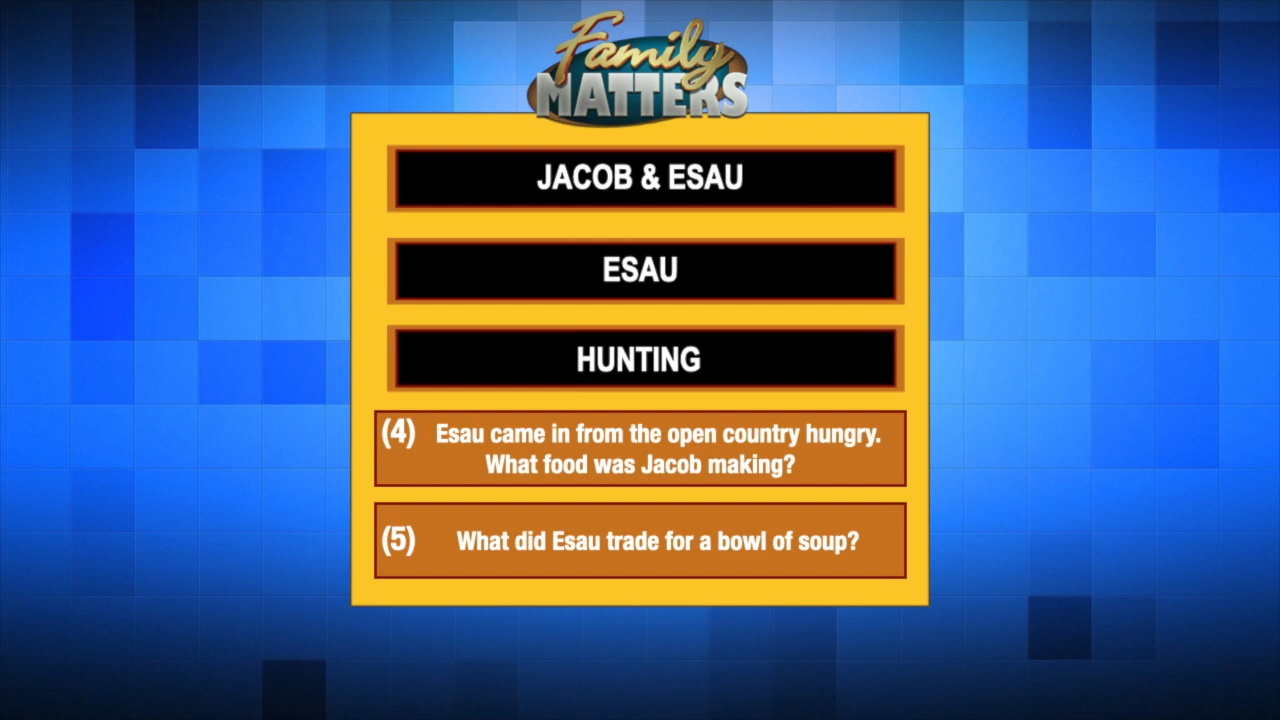 Family
MATTERS
JACOB & ESAU
ESAU
HUNTING
(4) Esau came in from the open country hungry.
What food was Jacob making?
(5) What did Esau trade for a bowl of soup?